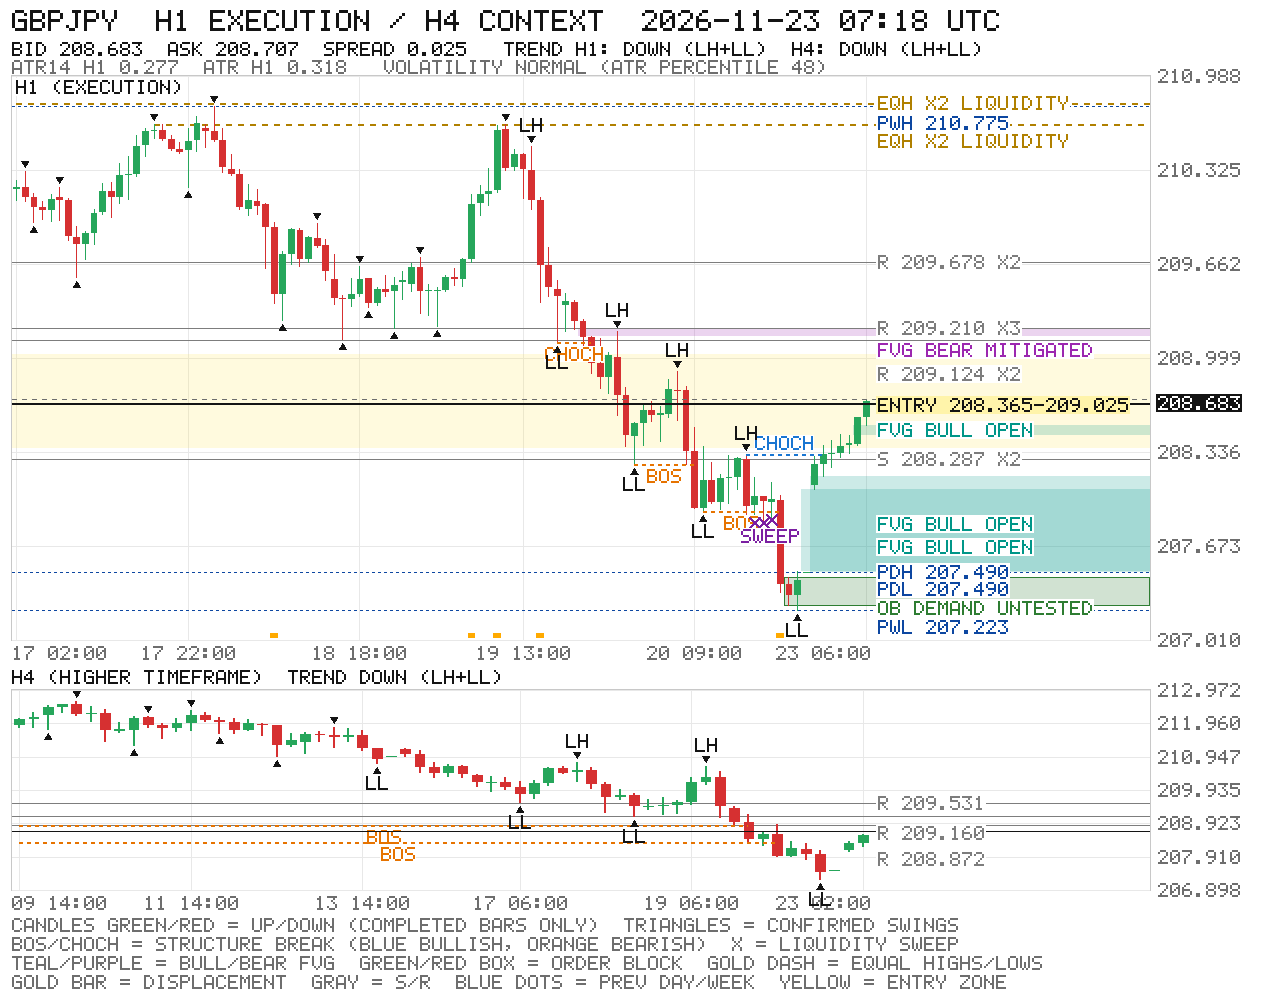 GBPJPY H1 EXECUTION / H4 CONTEXT 2026-11-23 07:18 UTC
BID 208.683 ASK 208.707 SPREAD 0.025 TREND H1: DOWN (LH+LL) H4: DOWN (LH+LL)
ATR14 H1 0.277 ATR H1 0.318 VOLATILITY NORMAL (ATR PERCENTILE 48)
H1 (EXECUTION)
210.988
EQH X2 LIQUIDITY
PWH 210.775
LH
EQH X2 LIQUIDITY
210.325
R 209.678 X2
209.662
LH
R 209.210 X3
LH
CHOCH
FVG BEAR MITIGATED
208.999
LL
R 209.124 X2
ENTRY 208.365-209.025
208.683
LH
CHOCH
FVG BULL OPEN
208.336
S 208.287 X2
BOS
LL
BOS
FVG BULL OPEN
LL
SWEEP
FVG BULL OPEN
207.673
PDH 207.490
PDL 207.490
OB DEMAND UNTESTED
LL
PWL 207.223
207.010
17 02:00 17 22:00 18 18:00 19 13:00 20 09:00 23 06:00
H4 (HIGHER TIMEFRAME) TREND DOWN (LH+LL)
212.972
211.960
LH
LH
210.947
LL
209.935
R 209.531
LL
208.923
BOS
LL
R 209.160
BOS
R 208.872
207.910
206.898
LL
09 14:00 11 14:00 13 14:00 17 06:00 19 06:00 23 02:00
CANDLES GREEN/RED = UP/DOWN (COMPLETED BARS ONLY) TRIANGLES = CONFIRMED SWINGS
BOS/CHOCH = STRUCTURE BREAK (BLUE BULLISH, ORANGE BEARISH) X = LIQUIDITY SWEEP
TEAL/PURPLE = BULL/BEAR FVG GREEN/RED BOX = ORDER BLOCK GOLD DASH = EQUAL HIGHS/LOWS
GOLD BAR = DISPLACEMENT GRAY = S/R BLUE DOTS = PREV DAY/WEEK YELLOW = ENTRY ZONE